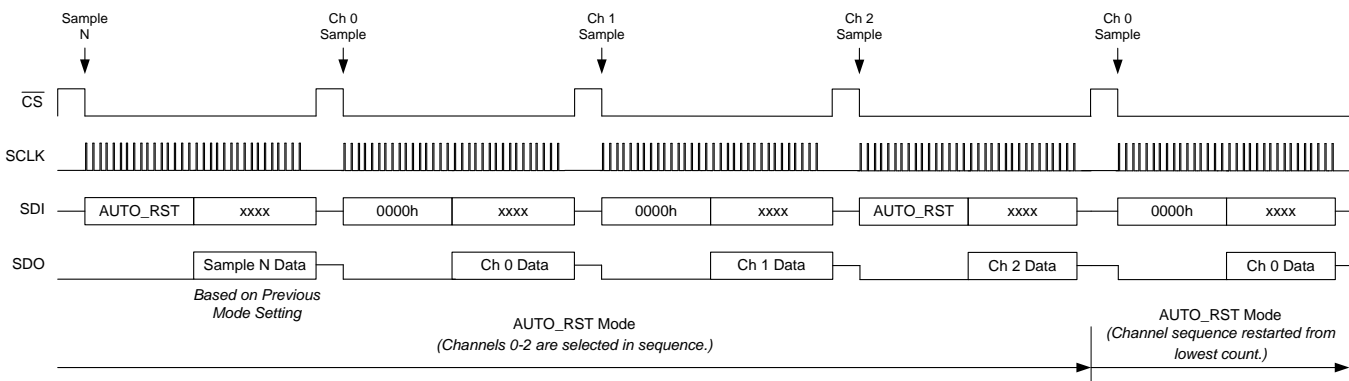 Sample
N
Ch 0
Sample
Ch 1
Sample
Ch 2
Sample
Ch 0
Sample
CS
SCLK
SDI
AUTO_RST
xxxx
0000h
xxxx
0000h
xxxx
AUTO_RST
xxxx
0000h
xxxx
SDO
Sample N Data
Ch 0 Data
Ch 1 Data
Ch 2 Data
Ch 0 Data
Based on Previous
Mode Setting
AUTO_RST Mode
(Channels 0-2 are selected in sequence.)
AUTO_RST Mode
(Channel sequence restarted from
lowest count.)